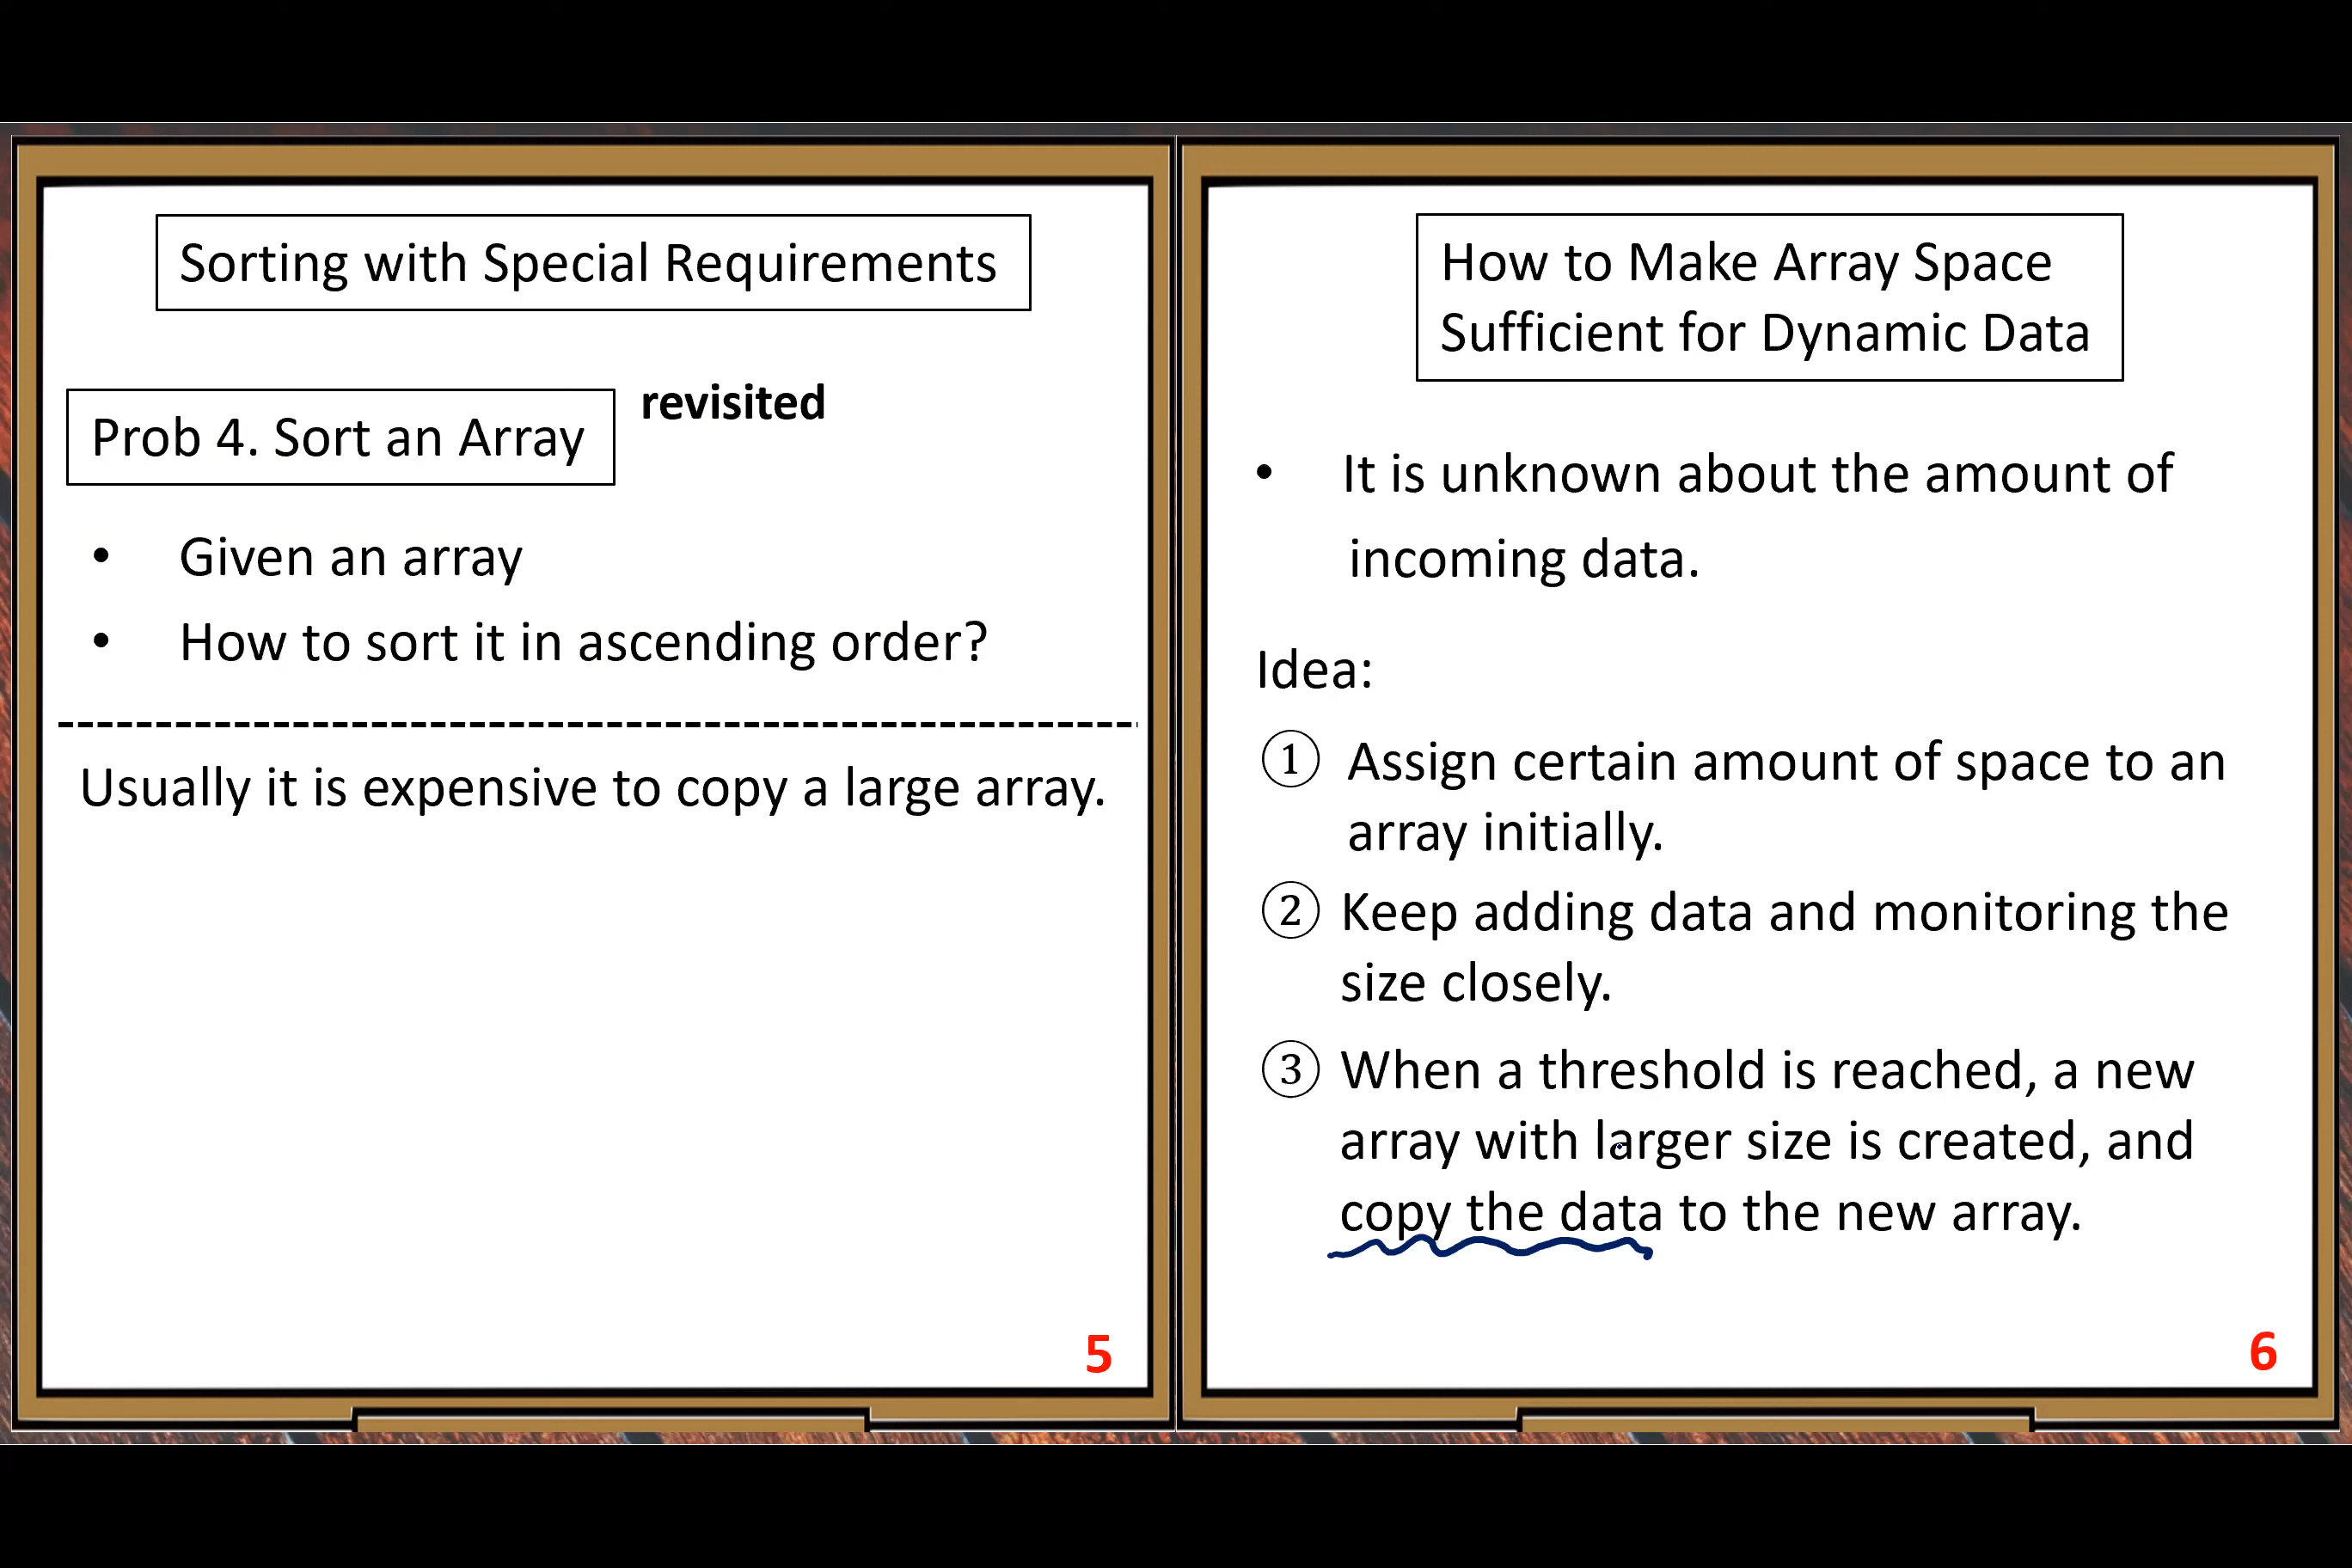 Sorting with Special Requirements
Prob 4. Sort an Array
revisited
• Given an array
• How to sort it in ascending order?
Usually it is expensive to copy a large array.
5
How to Make Array Space
Sufficient for Dynamic Data
• It is unknown about the amount of
incoming data.
Idea:
① Assign certain amount of space to an
array initially.
② Keep adding data and monitoring the
size closely.
③ When a threshold is reached, a new
array with larger size is created, and
copy the data to the new array.
6